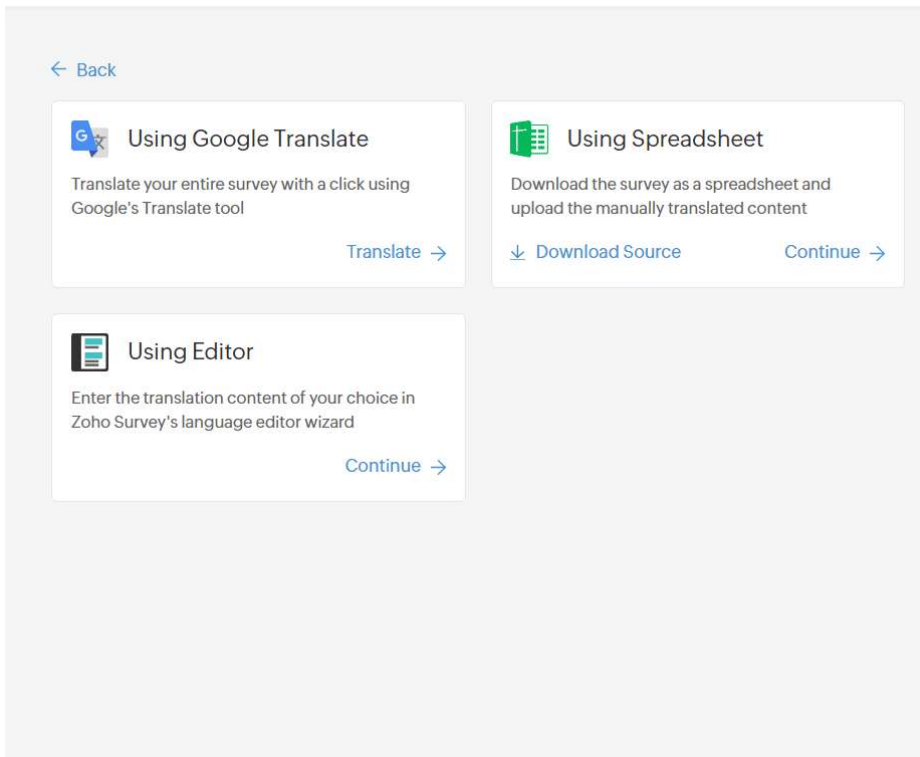 ← Back
Using Google Translate
Translate your entire survey with a click using
Google's Translate tool
Translate →
Using Spreadsheet
Download the survey as a spreadsheet and
upload the manually translated content
Download Source
Continue →
Using Editor
Enter the translation content of your choice in
Zoho Survey's language editor wizard
Continue →